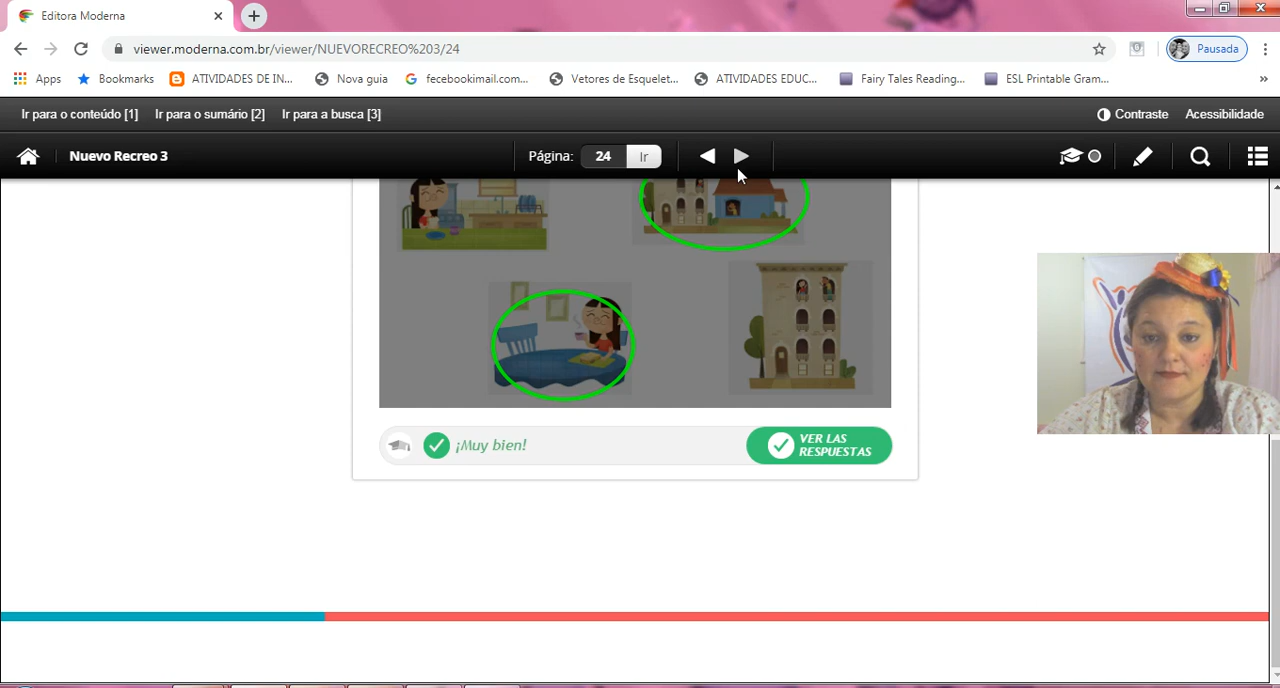 Editora Moderna
viewer.moderna.com.br/viewer/NUEVORECREO%203/24
Pausada
Apps Bookmarks ATIVIDADES DE IN... Nova guia fecebookimail.com... Vetores de Esquelet... ATIVIDADES EDUC... Fairy Tales Reading... ESL Printable Gram... »
Ir para o conteúdo [1] Ir para o sumário [2] Ir para a busca [3] Contraste Acessibilidade
Nuevo Recreo 3 Página: 24 Ir
¡Muy bien!
VER LAS
RESPUESTAS